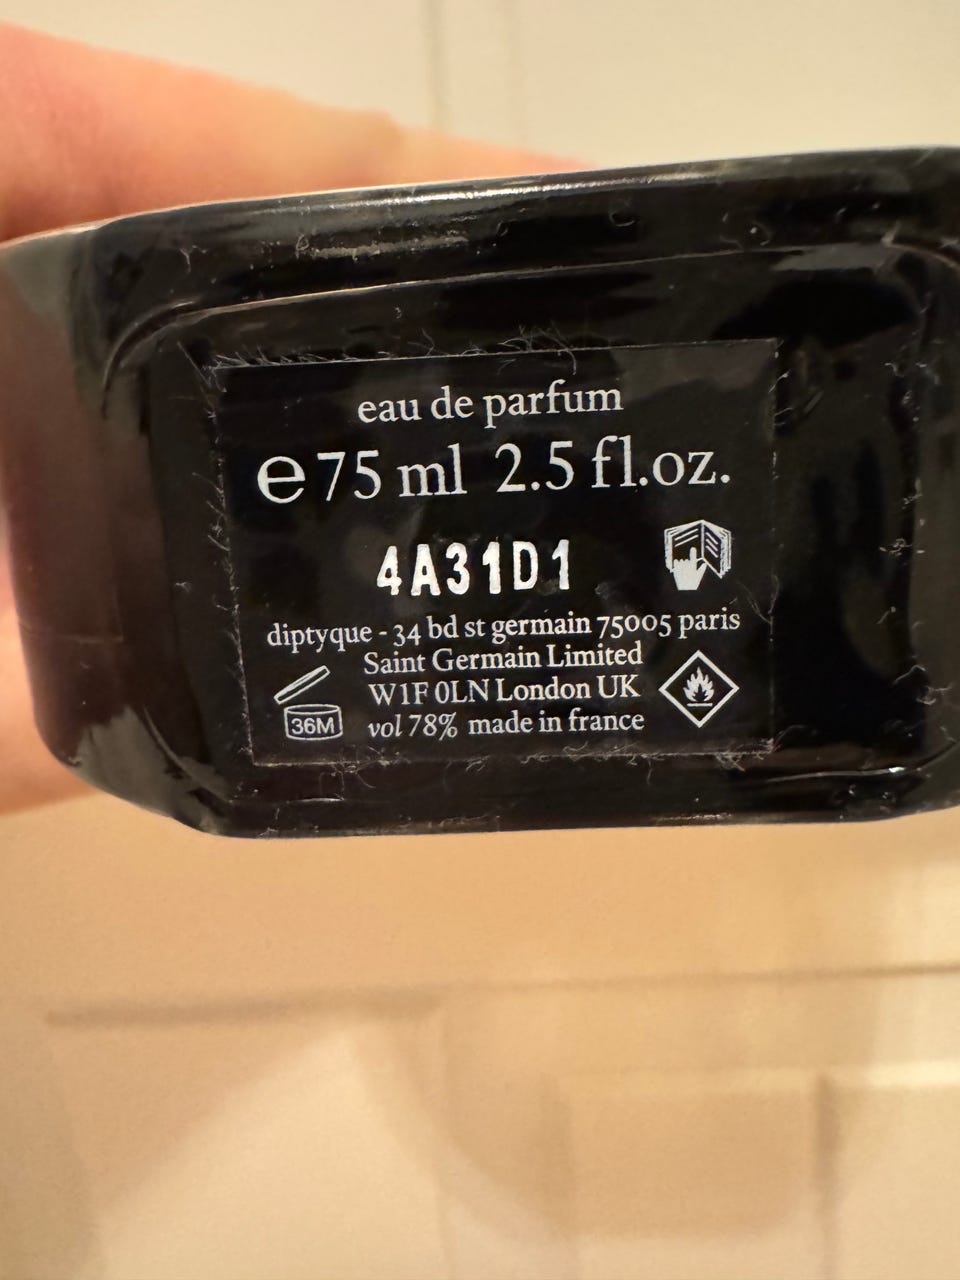 eau de parfum
℮ 75 ml 2.5 fl.oz.
4A31D1
diptyque - 34 bd st germain 75005 paris
Saint Germain Limited
W1F 0LN London UK
36M
vol 78% made in france